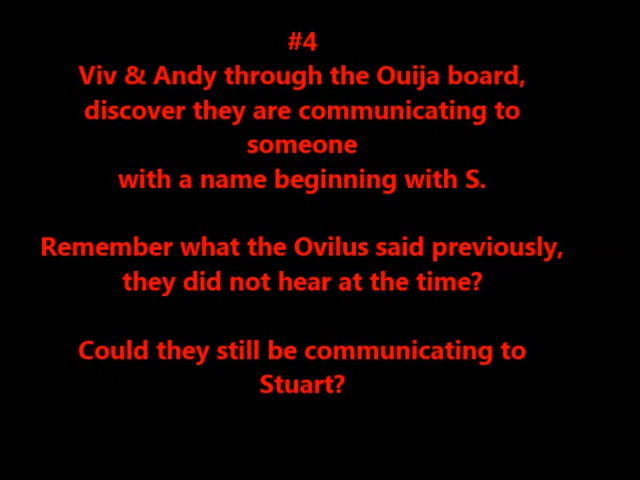 #4
Viv & Andy through the Ouija board,
discover they are communicating to
someone
with a name beginning with S.
Remember what the Ovilus said previously,
they did not hear at the time?
Could they still be communicating to
Stuart?